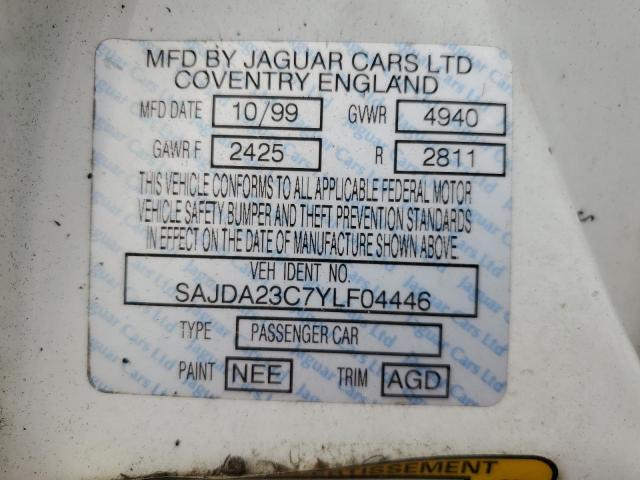 MFD BY JAGUAR CARS LTD
COVENTRY ENGLAND
MFD DATE 10/99 GVWR 4940
GAWR F 2425 R 2811
THIS VEHICLE CONFORMS TO ALL APPLICABLE FEDERAL MOTOR
VEHICLE SAFETY, BUMPER AND THEFT PREVENTION STANDARDS
IN EFFECT ON THE DATE OF MANUFACTURE SHOWN ABOVE.
VEH IDENT NO.
SAJDA23C7YLF04446
TYPE PASSENGER CAR
PAINT NEE TRIM AGD